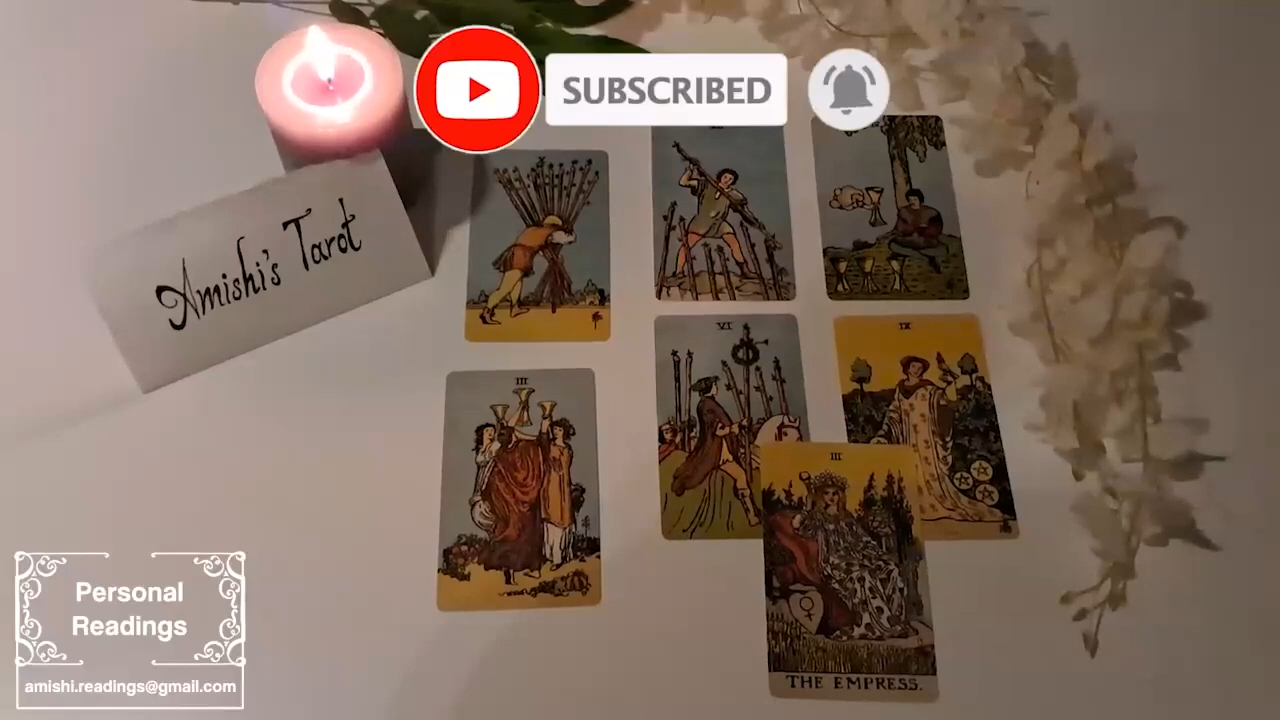 SUBSCRIBED
Amishi's Tarot
VI
IX
III
III
THE EMPRESS.
Personal
Readings
amishi.readings@gmail.com